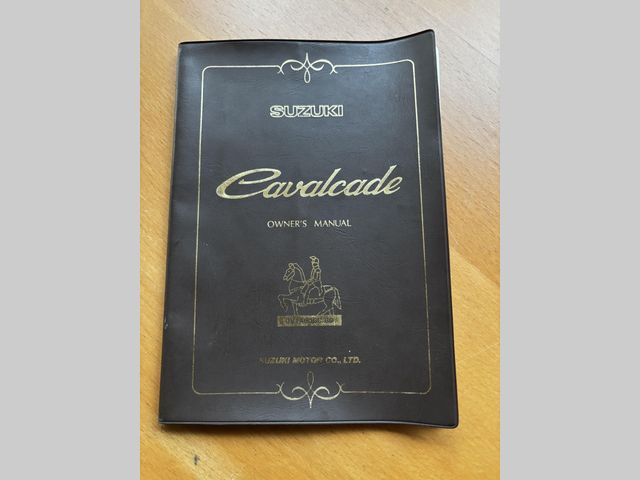 SUZUKI
Cavalcade
OWNER'S MANUAL
SUZUKI MOTOR CO., LTD.